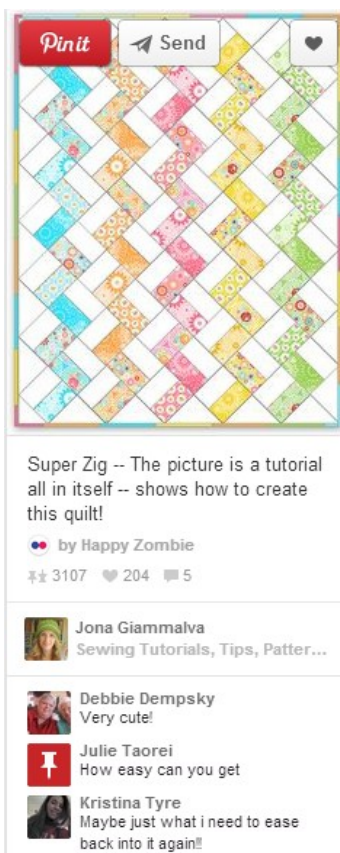 Pin it Send
Super Zig -- The picture is a tutorial
all in itself -- shows how to create
this quilt!
by Happy Zombie
3107 204 5
Jona Giammalva
Sewing Tutorials, Tips, Patter...
Debbie Dempsky
Very cute!
Julie Taorei
How easy can you get
Kristina Tyre
Maybe just what i need to ease
back into it again!!